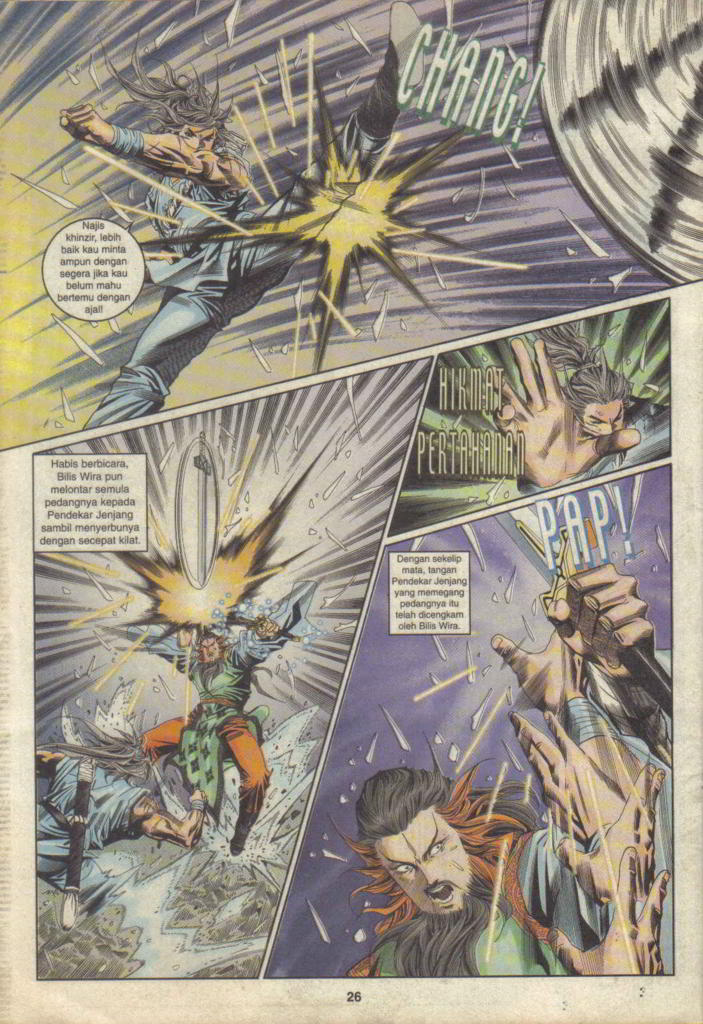 CHANG!
Najis
khinzir, lebih
baik kau minta
ampun dengan
segera jika kau
belum mahu
bertemu dengan
ajal!
HIKMAT
PERTAHANAN
Habis berbicara,
Bilis Wira pun
melontar semula
pedangnya kepada
Pendekar Jenjang
sambil menyerbunya
dengan secepat kilat.
PAP!
Dengan sekelip
mata, tangan
Pendekar Jenjang
yang memegang
pedangnya itu
telah dicengkam
oleh Bilis Wira.
26